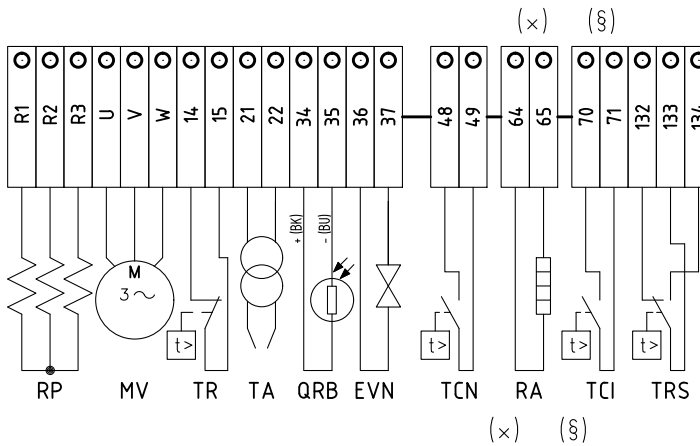 (×) (§)
R1 R2 R3 U V W 14 15 21 22 34 35 36 37 48 49 64 65 70 71 132 133 134
+ (BK) - (BU)
M
3~
t> t> t> t>
RP MV TR TA QRB EVN TCN RA TCI TRS
(×) (§)